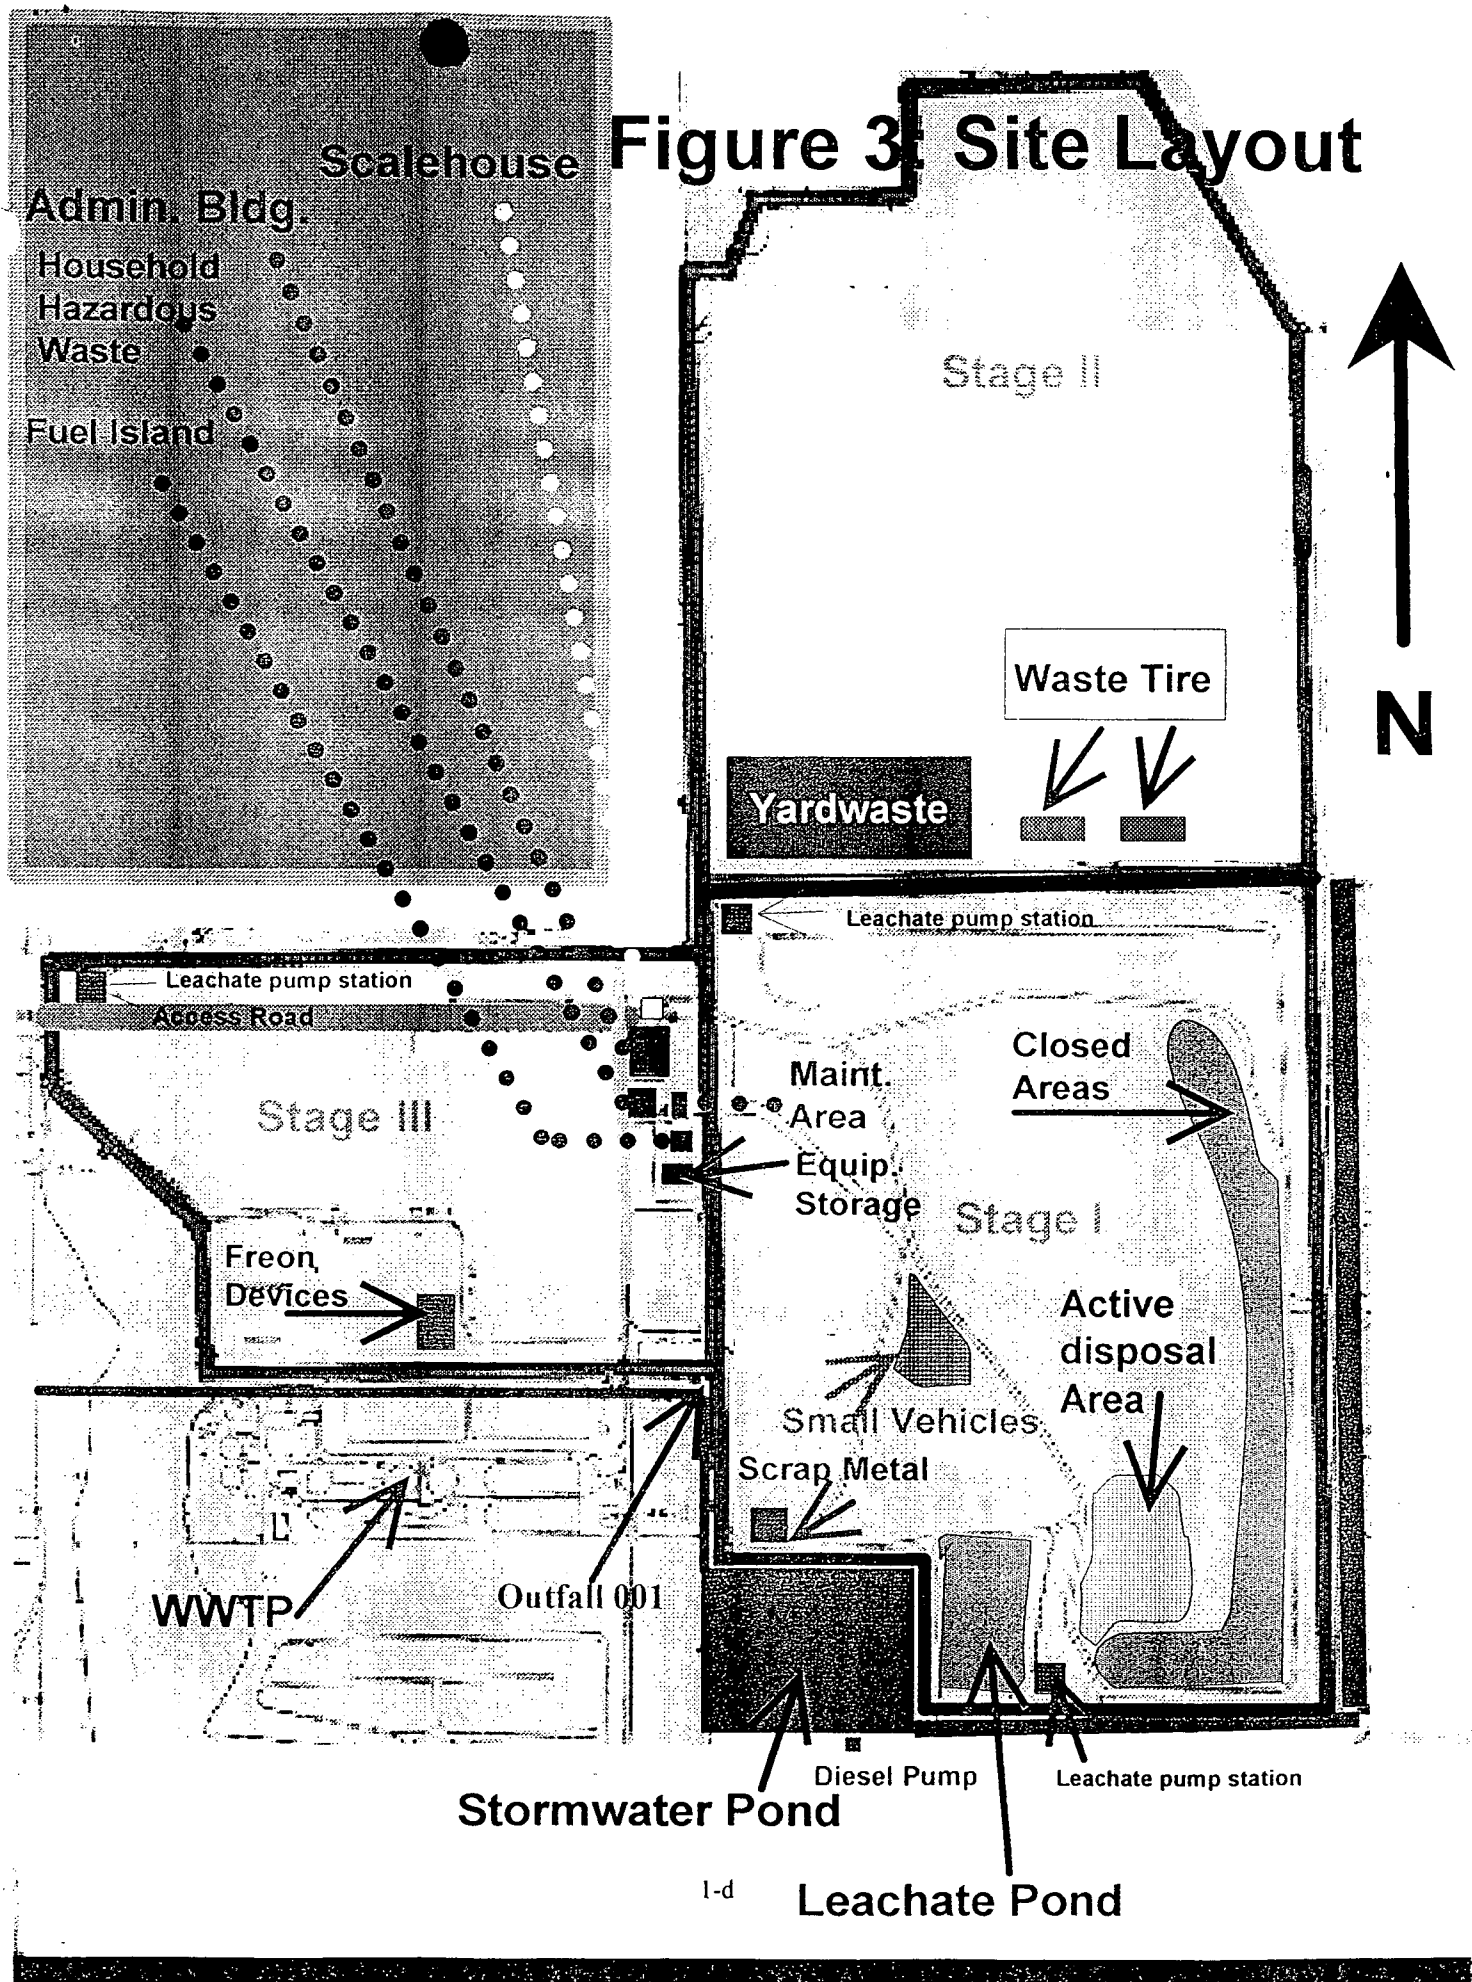 Figure 3: Site Layout
Scalehouse
Admin. Bldg.
Household
Hazardous
Waste
Fuel Island
Stage II
Waste Tire
N
Yardwaste
Leachate pump station
Leachate pump station
Access Road
Closed
Areas
Maint.
Area
Stage III
Equip.
Storage
Stage I
Freon
Devices
Active
disposal
Area
Small Vehicles
Scrap Metal
WWTP
Outfall 001
Diesel Pump
Leachate pump station
Stormwater Pond
1-d
Leachate Pond